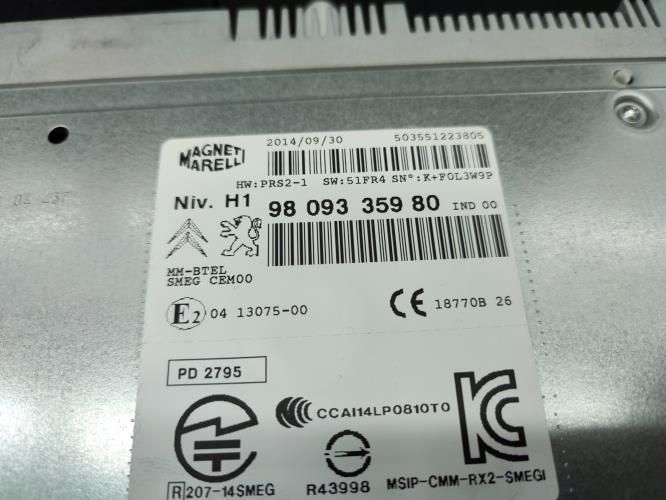 MAGNETI
MARELLI
2014/09/30 503551223805
HW:PRS2-1 SW:51FR4 SN°:K+F0L3W9P
Niv. H1 98 093 359 80 IND 00
MM-BTEL
SMEG CEM00
E2 04 13075-00 CE 18770B 26
PD 2795
CCAI14LP0810T0
R 207-14SMEG R43998 MSIP-CMM-RX2-SMEGI